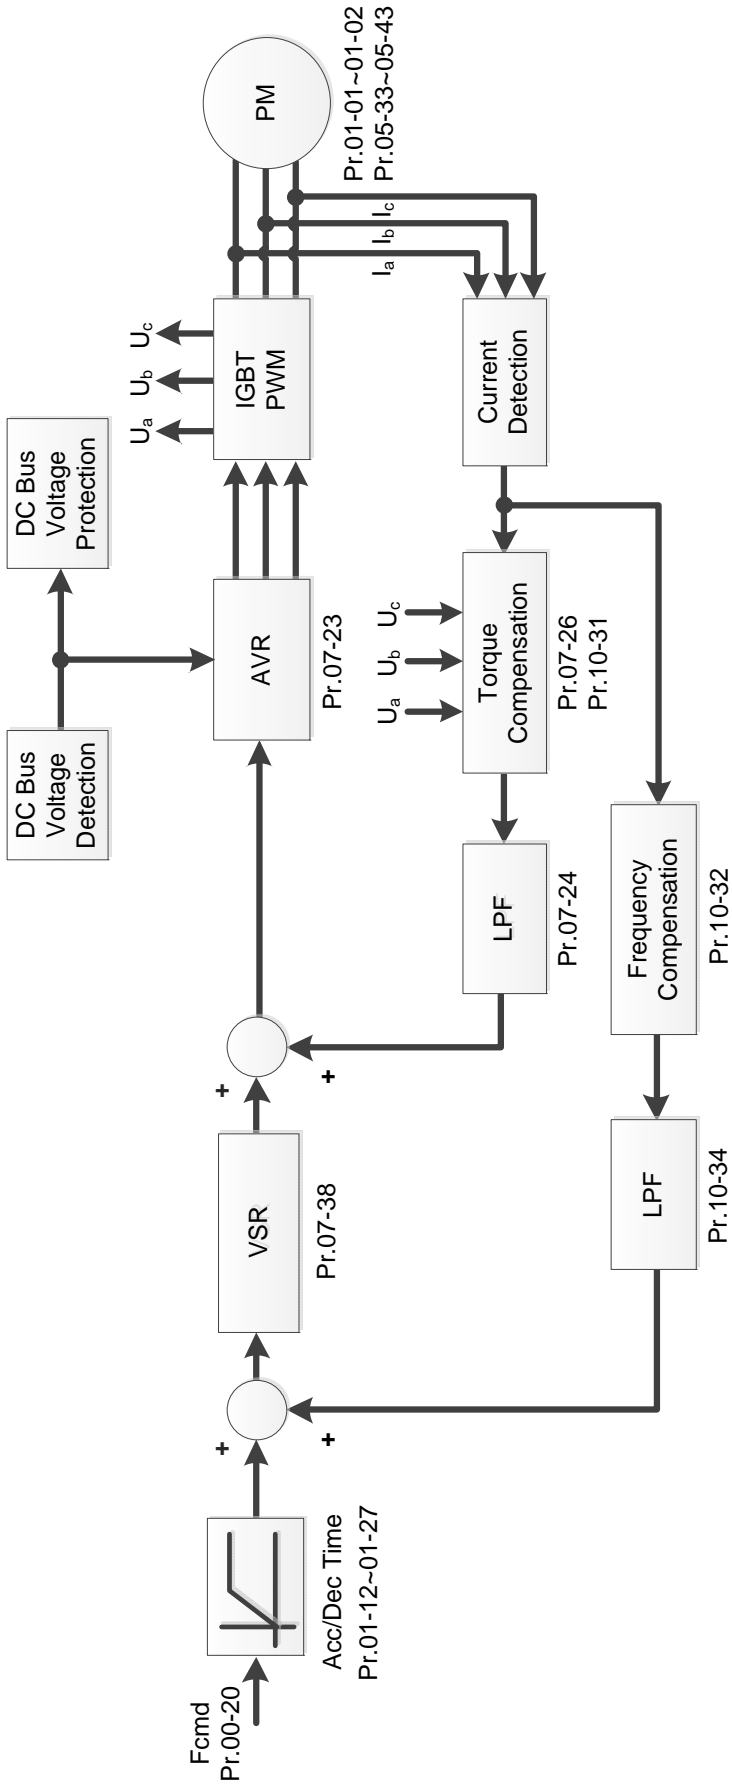 DC Bus
Voltage
Detection
DC Bus
Voltage
Protection
Fcmd
Pr.00-20
Acc/Dec Time
Pr.01-12~01-27
+
+
VSR
Pr.07-38
+
+
AVR
Pr.07-23
Ua
Ub
Uc
IGBT
PWM
PM
Pr.01-01~01-02
Pr.05-33~05-43
Ia
Ib
Ic
LPF
Pr.07-24
Ua
Ub
Uc
Torque
Compensation
Pr.07-26
Pr.10-31
Current
Detection
LPF
Pr.10-34
Frequency
Compensation
Pr.10-32